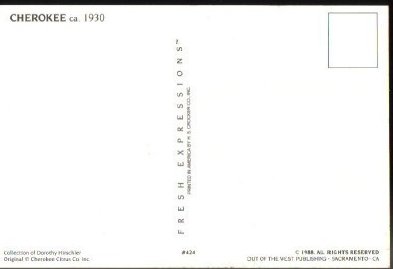 CHEROKEE ca. 1930
FRESH EXPRESSIONS™
PRINTED IN AMERICA BY H. S. CROCKER CO., INC.
Collection of Dorothy Hirschler
Original © Cherokee Citrus Co. Inc.
#424
© 1988 ALL RIGHTS RESERVED
OUT OF THE WEST PUBLISHING - SACRAMENTO - CA